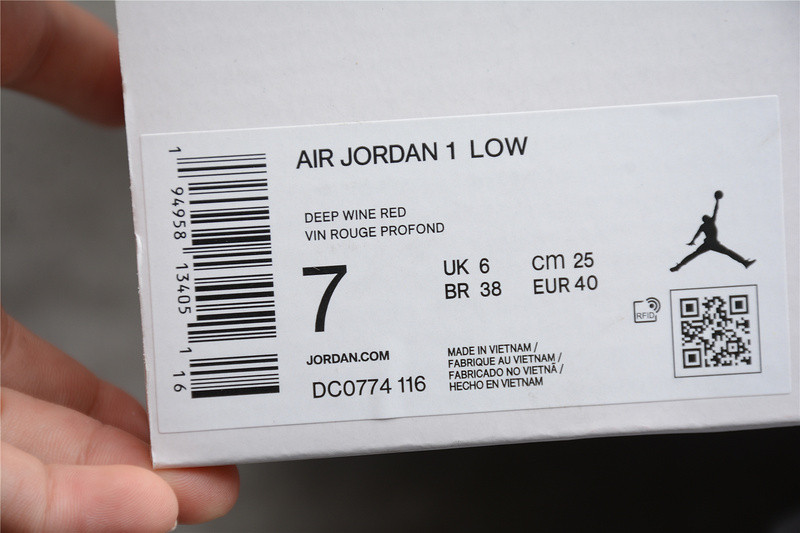 AIR JORDAN 1 LOW
DEEP WINE RED
VIN ROUGE PROFOND
7
UK 6 cm 25
BR 38 EUR 40
RFID
JORDAN.COM
DC0774 116
MADE IN VIETNAM /
FABRIQUE AU VIETNAM /
FABRICADO NO VIETNÃ /
HECHO EN VIETNAM
1 94958 13405 1 16